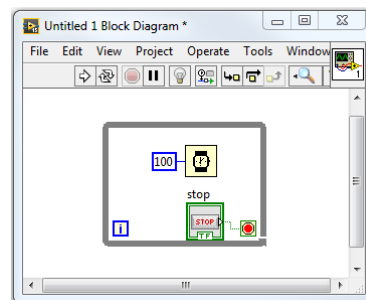 Untitled 1 Block Diagram *
File Edit View Project Operate Tools Window
1
100
stop
STOP
TF
i